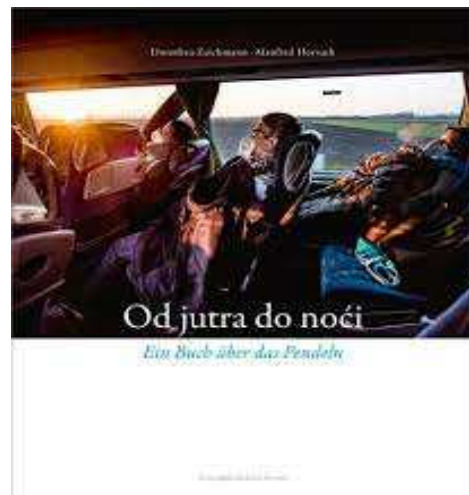 Dorothea Zeichmann · Manfred Horvath
Od jutra do noći
Ein Buch über das Pendeln